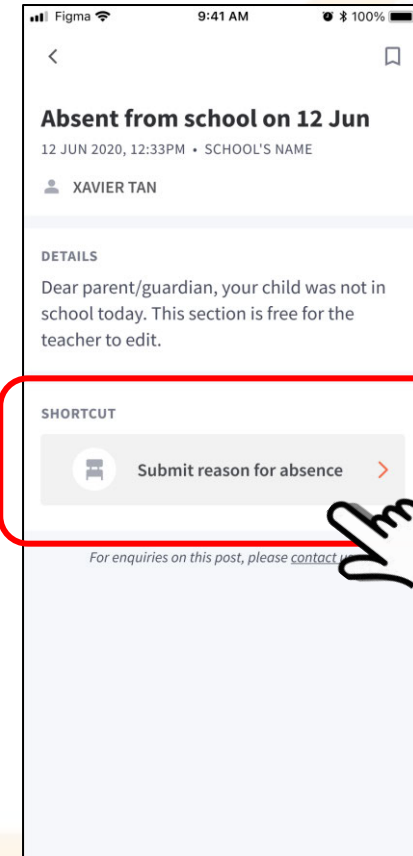 Figma 9:41 AM 100%
Absent from school on 12 Jun
12 JUN 2020, 12:33PM • SCHOOL'S NAME
XAVIER TAN
DETAILS
Dear parent/guardian, your child was not in
school today. This section is free for the
teacher to edit.
SHORTCUT
Submit reason for absence
For enquiries on this post, please contact